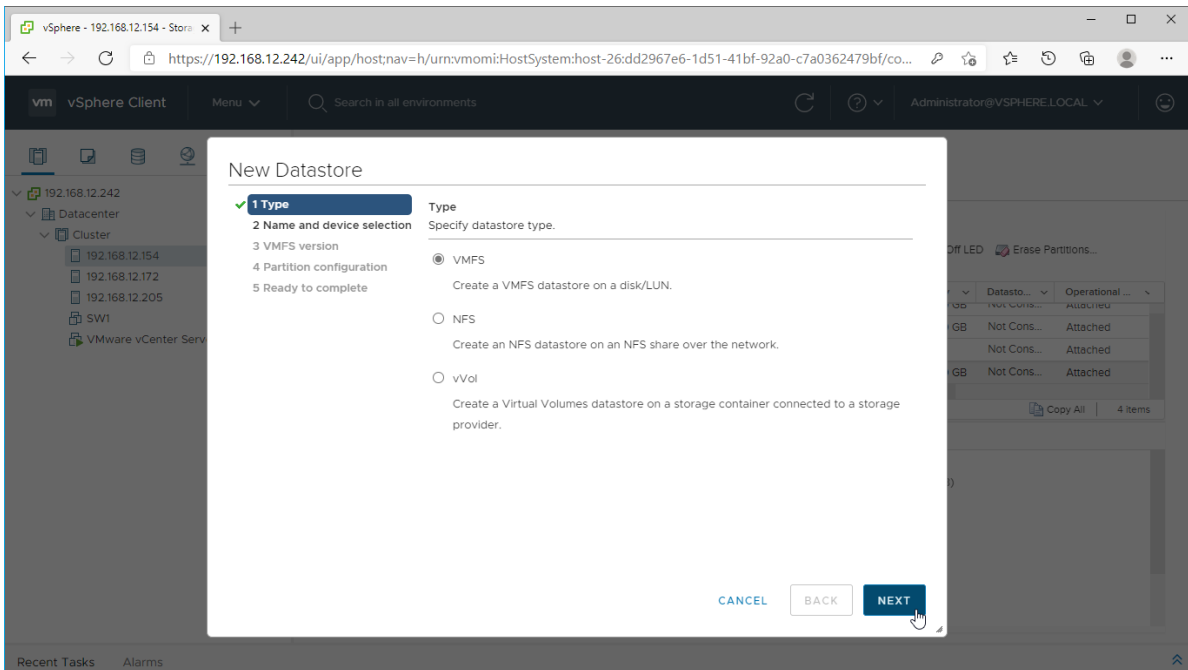 vSphere - 192.168.12.154 - Stora
https://192.168.12.242/ui/app/host;nav=h/urn:vmomi:HostSystem:host-26:dd2967e6-1d51-41bf-92a0-c7a0362479bf/co...
vm vSphere Client Menu Search in all environments Administrator@VSPHERE.LOCAL
New Datastore
192.168.12.242
Datacenter
Cluster
192.168.12.154
192.168.12.172
192.168.12.205
SW1
VMware vCenter Serv
1 Type
2 Name and device selection
3 VMFS version
4 Partition configuration
5 Ready to complete
Type
Specify datastore type.
VMFS
Create a VMFS datastore on a disk/LUN.
NFS
Create an NFS datastore on an NFS share over the network.
vVol
Create a Virtual Volumes datastore on a storage container connected to a storage
provider.
CANCEL BACK NEXT
Off LED Erase Partitions...
Datasto... Operational ...
GB Not Cons... Attached
GB Not Cons... Attached
Not Cons... Attached
GB Not Cons... Attached
Copy All 4 items
Recent Tasks Alarms